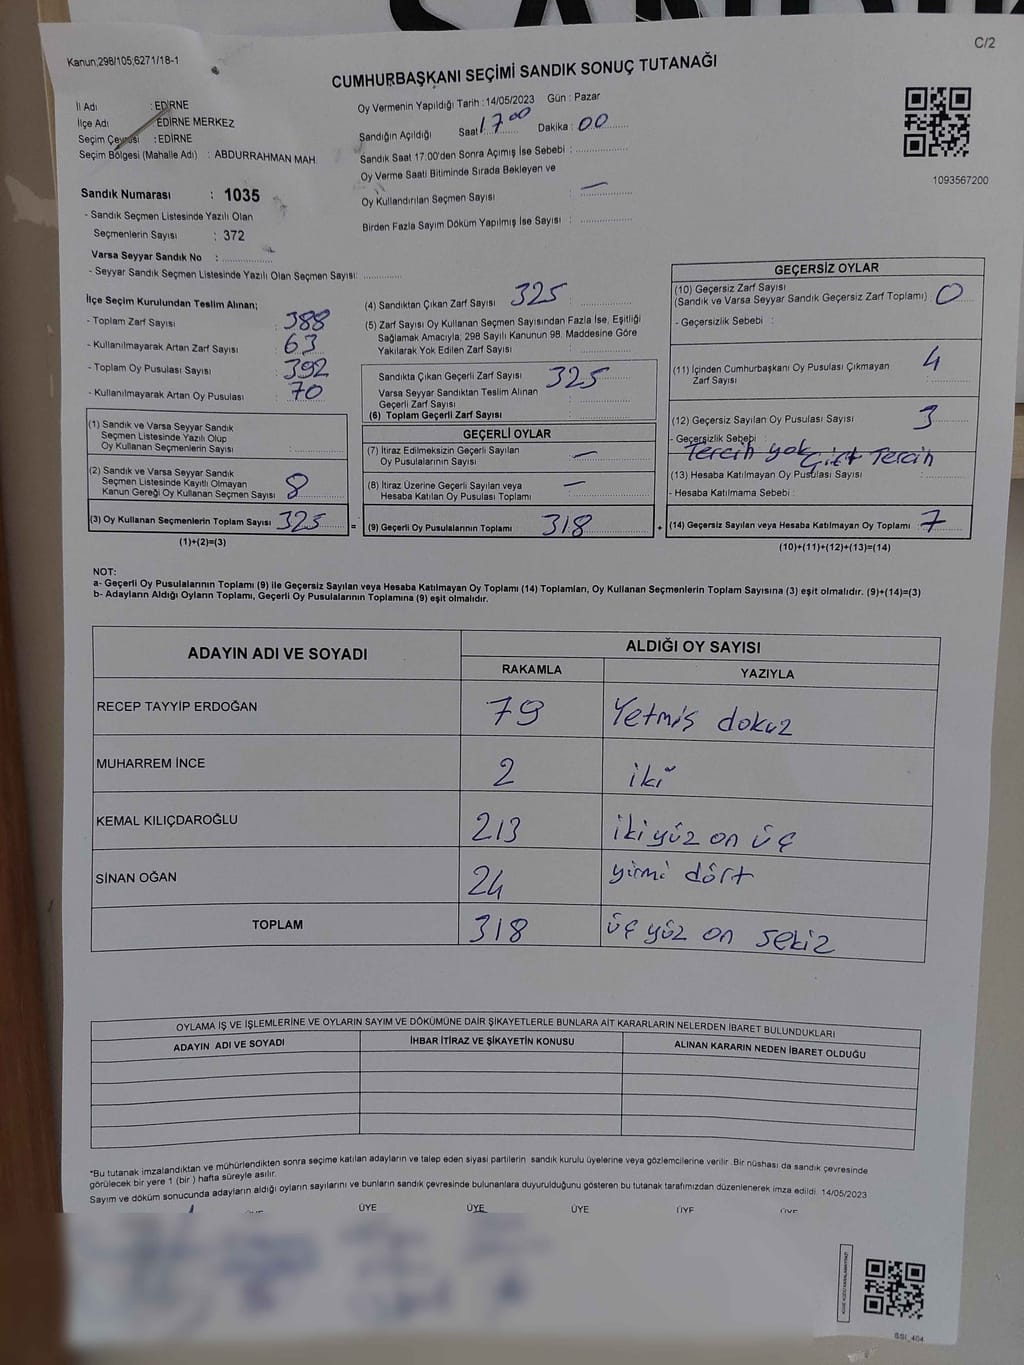 Kanun,298/105,6271/18-1
C/2
CUMHURBAŞKANI SEÇİMİ SANDIK SONUÇ TUTANAĞI
İl Adı : EDİRNE
İlçe Adı EDİRNE MERKEZ
Seçim Çevresi : EDİRNE
Seçim Bölgesi (Mahalle Adı) : ABDURRAHMAN MAH.
Oy Vermenin Yapıldığı Tarih :14/05/2023 Gün : Pazar
Sandığın Açıldığı Saat 17 00 Dakika : 00
Sandık Saat 17:00'den Sonra Açımış İse Sebebi :
Oy Verme Saati Bitiminde Sırada Bekleyen ve
Oy Kullandırılan Seçmen Sayısı : —
Birden Fazla Sayım Döküm Yapılmış İse Sayısı :
1093567200
Sandık Numarası : 1035
- Sandık Seçmen Listesinde Yazılı Olan
Seçmenlerin Sayısı : 372
Varsa Seyyar Sandık No :
- Seyyar Sandık Seçmen Listesinde Yazılı Olan Seçmen Sayısı:
İlçe Seçim Kurulundan Teslim Alınan;
- Toplam Zarf Sayısı : 388
- Kullanılmayarak Artan Zarf Sayısı : 63
- Toplam Oy Pusulası Sayısı : 392
- Kullanılmayarak Artan Oy Pusulası : 70
(1) Sandık ve Varsa Seyyar Sandık
Seçmen Listesinde Yazılı Olup
Oy Kullanan Seçmenlerin Sayısı :
(2) Sandık ve Varsa Seyyar Sandık
Seçmen Listesinde Kayıtlı Olmayan
Kanun Gereği Oy Kullanan Seçmen Sayısı 8
(3) Oy Kullanan Seçmenlerin Toplam Sayısı 325 =
(1)+(2)=(3)
(4) Sandıktan Çıkan Zarf Sayısı 325
(5) Zarf Sayısı Oy Kullanan Seçmen Sayısından Fazla İse, Eşitliği
Sağlamak Amacıyla, 298 Sayılı Kanunun 98. Maddesine Göre
Yakılarak Yok Edilen Zarf Sayısı :
Sandıkta Çıkan Geçerli Zarf Sayısı 325
Varsa Seyyar Sandıktan Teslim Alınan
Geçerli Zarf Sayısı :
(6) Toplam Geçerli Zarf Sayısı
GEÇERLİ OYLAR
(7) İtiraz Edilmeksizin Geçerli Sayılan
Oy Pusulalarının Sayısı —
(8) İtiraz Üzerine Geçerli Sayılan veya
Hesaba Katılan Oy Pusulası Toplamı —
(9) Geçerli Oy Pusulalarının Toplamı 318 +
GEÇERSİZ OYLAR
(10) Geçersiz Zarf Sayısı
(Sandık ve Varsa Seyyar Sandık Geçersiz Zarf Toplamı) 0
- Geçersizlik Sebebi :
(11) İçinden Cumhurbaşkanı Oy Pusulası Çıkmayan
Zarf Sayısı : 4
(12) Geçersiz Sayılan Oy Pusulası Sayısı 3
- Geçersizlik Sebebi :
Tercih yok Çift Tercih
(13) Hesaba Katılmayan Oy Pusulası Sayısı
- Hesaba Katılmama Sebebi :
(14) Geçersiz Sayılan veya Hesaba Katılmayan Oy Toplamı 7
(10)+(11)+(12)+(13)=(14)
NOT:
a- Geçerli Oy Pusulalarının Toplamı (9) ile Geçersiz Sayılan veya Hesaba Katılmayan Oy Toplamı (14) Toplamları, Oy Kullanan Seçmenlerin Toplam Sayısına (3) eşit olmalıdır. (9)+(14)=(3)
b- Adayların Aldığı Oyların Toplamı, Geçerli Oy Pusulalarının Toplamına (9) eşit olmalıdır.
ADAYIN ADI VE SOYADI
ALDIĞI OY SAYISI
RAKAMLA YAZIYLA
RECEP TAYYİP ERDOĞAN 79 Yetmiş dokuz
MUHARREM İNCE 2 iki
KEMAL KILIÇDAROĞLU 213 ikiyüz on üç
SİNAN OĞAN 24 yirmi dört
TOPLAM 318 üç yüz on sekiz
OYLAMA İŞ VE İŞLEMLERİNE VE OYLARIN SAYIM VE DÖKÜMÜNE DAİR ŞİKAYETLERLE BUNLARA AİT KARARLARIN NELERDEN İBARET BULUNDUKLARI
ADAYIN ADI VE SOYADI İHBAR İTİRAZ VE ŞİKAYETİN KONUSU ALINAN KARARIN NEDEN İBARET OLDUĞU
*Bu tutanak imzalandıktan ve mühürlendikten sonra seçime katılan adayların ve talep eden siyasi partilerin sandık kurulu üyelerine veya gözlemcilerine verilir .Bir nüshası da sandık çevresinde
görülecek bir yere 1 (bir ) hafta süreyle asılır.
Sayım ve döküm sonucunda adayların aldığı oyların sayılarını ve bunların sandık çevresinde bulunanlara duyurulduğunu gösteren bu tutanak tarafımızdan düzenlenerek imza edildi. 14/05/2023
ÜYE ÜYE ÜYE ÜYE ÜYE ÜYE
SSI_404